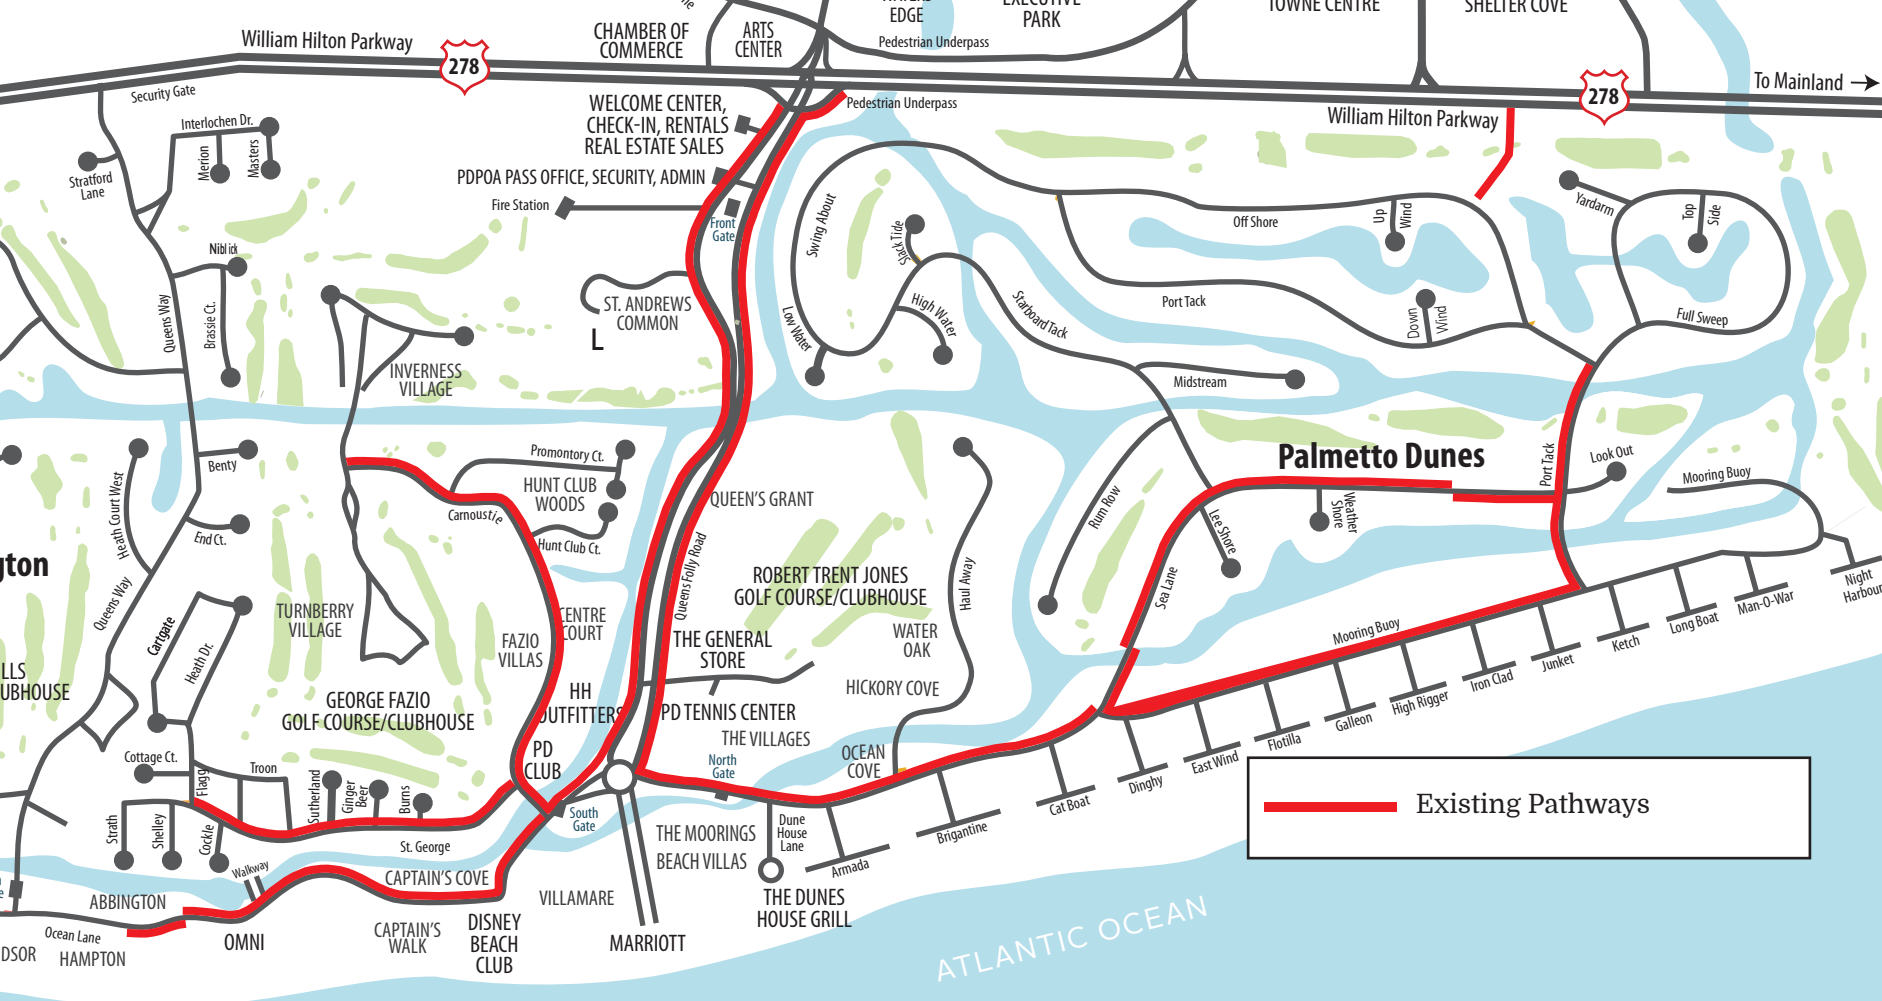 EDGE
PARK
TOWNE CENTRE
SHELTER COVE
CHAMBER OF
COMMERCE
ARTS
CENTER
Pedestrian Underpass
William Hilton Parkway
278
278
To Mainland
Security Gate
Pedestrian Underpass
William Hilton Parkway
WELCOME CENTER,
CHECK-IN, RENTALS
REAL ESTATE SALES
Interlochen Dr.
Merion
Masters
Stratford
Lane
PDPOA PASS OFFICE, SECURITY, ADMIN
Fire Station
Front
Gate
Swing About
Slack Tide
Off Shore
Up
Wind
Yardarm
Top
Side
Niblick
Queens Way
Brassie Ct.
ST. ANDREWS
COMMON
L
Low Water
High Water
Starboard Tack
Port Tack
Down
Wind
Full Sweep
INVERNESS
VILLAGE
Midstream
Benty
Promontory Ct.
HUNT CLUB
WOODS
Carnoustie
Hunt Club Ct.
QUEEN'S GRANT
Palmetto Dunes
Port Tack
Look Out
Mooring Buoy
Heath Court West
End Ct.
Queens Way
gton
Rum Row
Lee Shore
Weather
Shore
Sea Lane
Queens Folly Road
ROBERT TRENT JONES
GOLF COURSE/CLUBHOUSE
Haul Away
TURNBERRY
VILLAGE
Cartgate
Heath Dr.
FAZIO
VILLAS
CENTRE
COURT
THE GENERAL
STORE
WATER
OAK
HICKORY COVE
Mooring Buoy
Night
Harbour
Man-O-War
Long Boat
Ketch
Junket
Iron Clad
High Rigger
Galleon
Flotilla
East Wind
Dinghy
Cat Boat
Brigantine
Armada
LLS
UBHOUSE
GEORGE FAZIO
GOLF COURSE/CLUBHOUSE
HH
OUTFITTERS
PD TENNIS CENTER
THE VILLAGES
OCEAN
COVE
PD
CLUB
North
Gate
Cottage Ct.
Flagg
Troon
Sutherland
Ginger
Beer
Burns
Strath
Shelley
Cockle
St. George
South
Gate
THE MOORINGS
BEACH VILLAS
Dune
House
Lane
THE DUNES
HOUSE GRILL
Walkway
CAPTAIN'S COVE
ABBINGTON
VILLAMARE
Ocean Lane
DSOR
HAMPTON
OMNI
CAPTAIN'S
WALK
DISNEY
BEACH
CLUB
MARRIOTT
ATLANTIC OCEAN
Existing Pathways